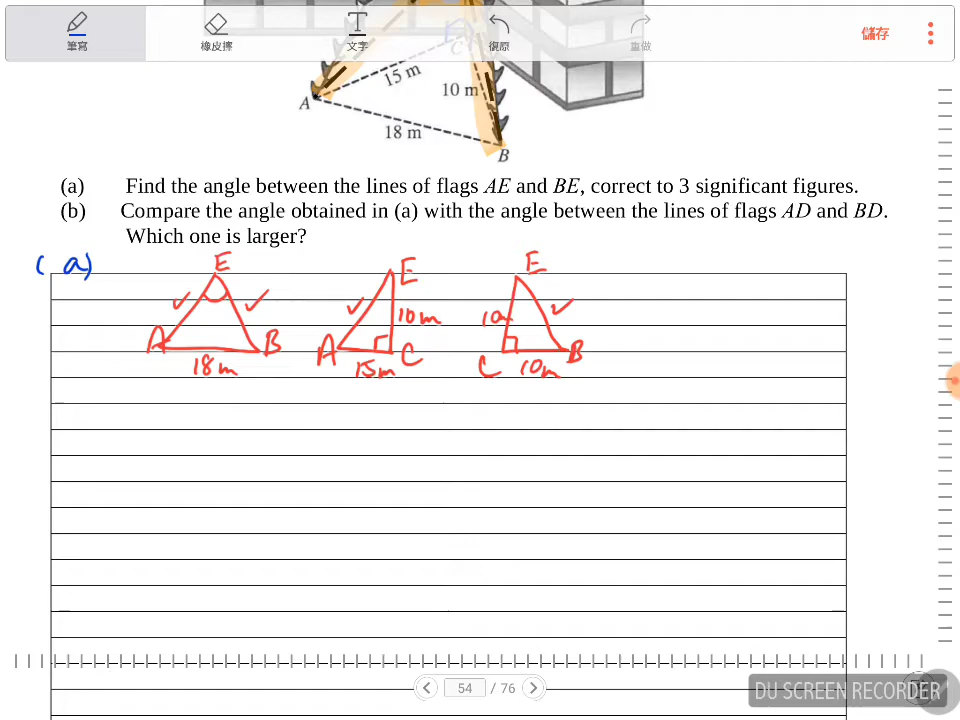 筆寫 橡皮擦 文字 復原 重做 儲存
C
15 m
A
10 m
18 m
B
(a) Find the angle between the lines of flags AE and BE, correct to 3 significant figures.
(b) Compare the angle obtained in (a) with the angle between the lines of flags AD and BD.
Which one is larger?
(a)
E E E
10m 10
A B A C C B
18m 15m 10m
54 / 76
DU SCREEN RECORDER